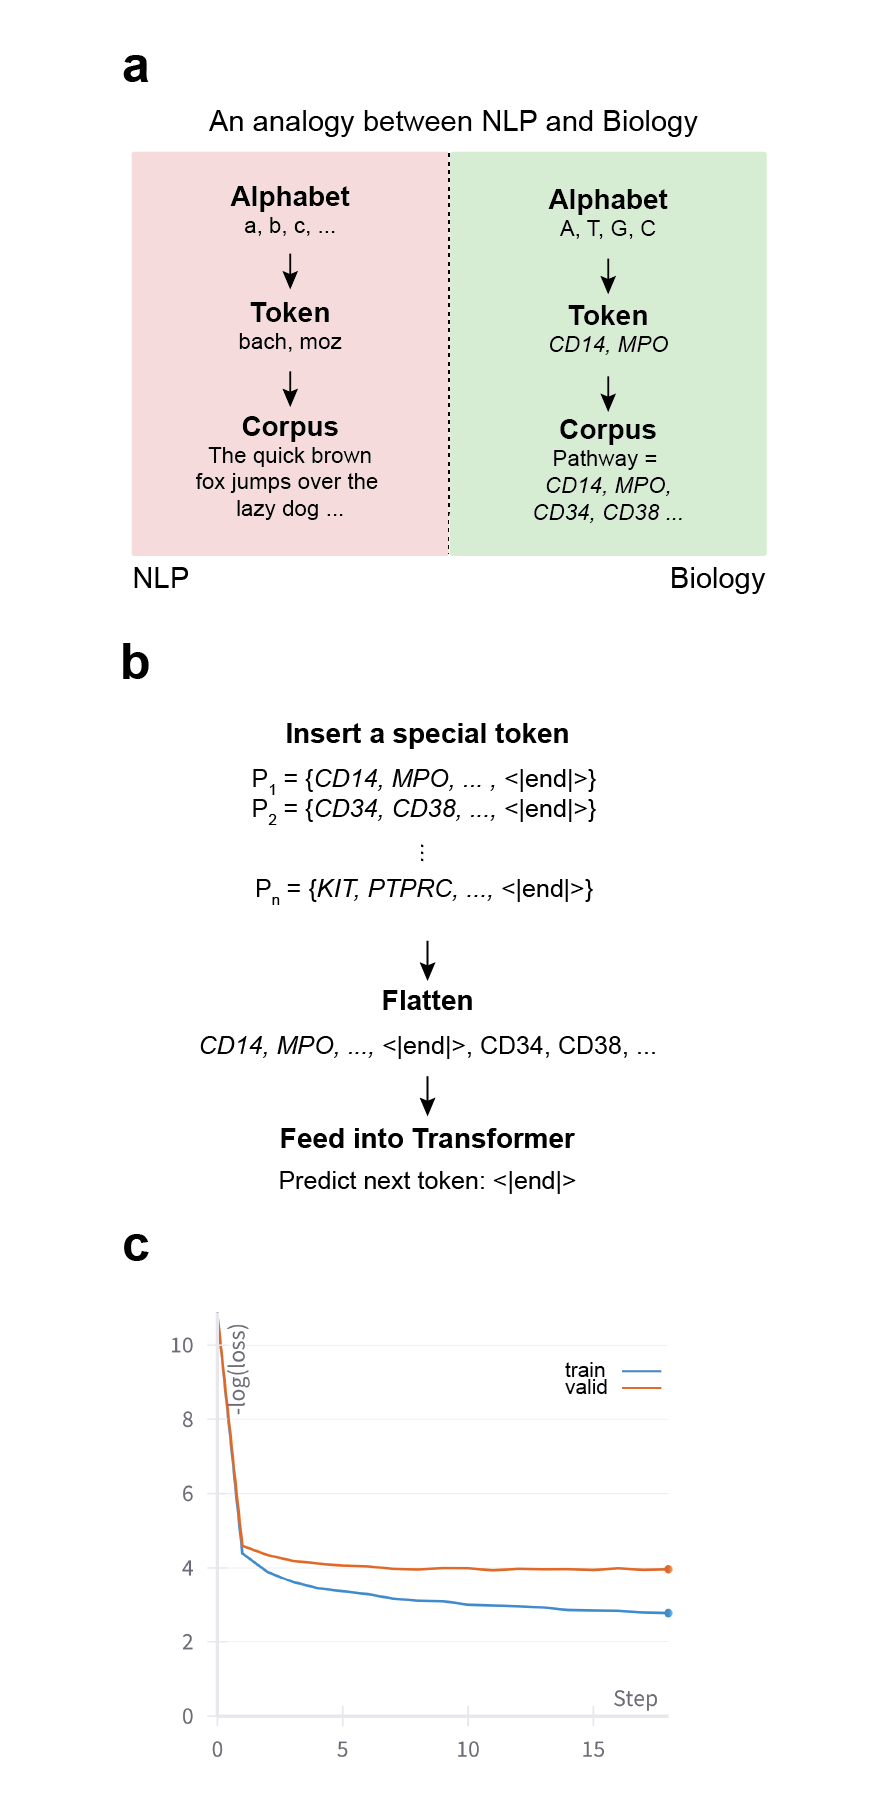 a
An analogy between NLP and Biology
Alphabet
a, b, c, ...
Token
bach, moz
Corpus
The quick brown
fox jumps over the
lazy dog ...
Alphabet
A, T, G, C
Token
CD14, MPO
Corpus
Pathway =
CD14, MPO,
CD34, CD38 ...
NLP
Biology
b
Insert a special token
P1 = {CD14, MPO, ... , <|end|>}
P2 = {CD34, CD38, ..., <|end|>}
⋮
Pn = {KIT, PTPRC, ..., <|end|>}
Flatten
CD14, MPO, ..., <|end|>, CD34, CD38, ...
Feed into Transformer
Predict next token: <|end|>
c
-log(loss)
10
8
6
4
2
0
train
valid
Step
0 5 10 15